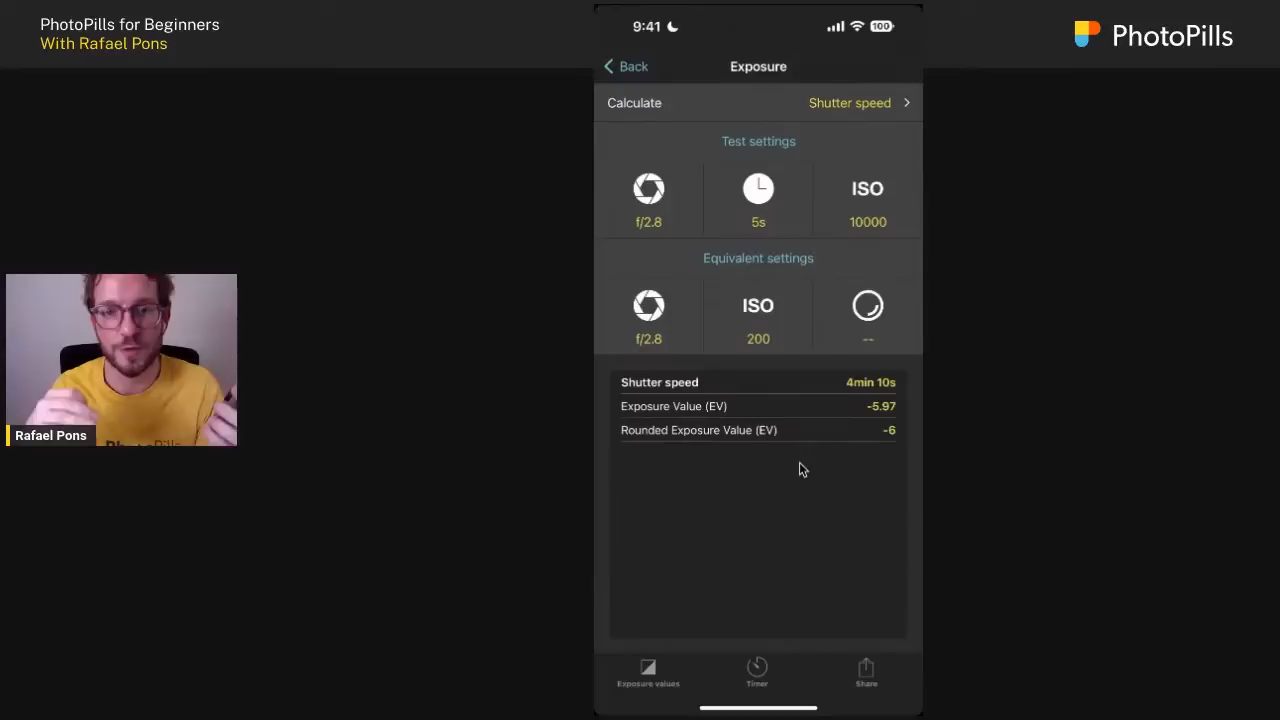 PhotoPills for Beginners
With Rafael Pons
PhotoPills
9:41
100
Back
Exposure
Calculate
Shutter speed
Test settings
ISO
f/2.8
5s
10000
Equivalent settings
ISO
f/2.8
200
--
Shutter speed
4min 10s
Exposure Value (EV)
-5.97
Rounded Exposure Value (EV)
-6
Rafael Pons
PhotoPills
Exposure values
Timer
Share